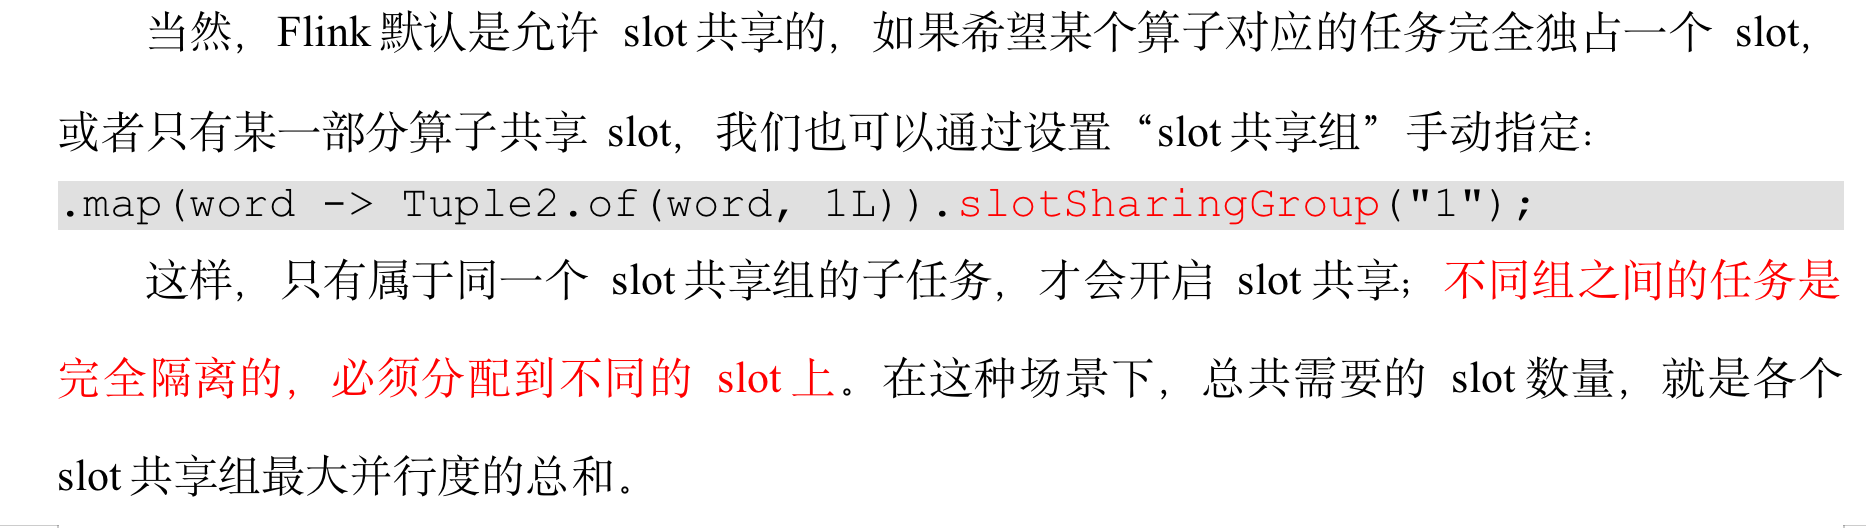 当然，Flink 默认是允许 slot 共享的，如果希望某个算子对应的任务完全独占一个 slot，
或者只有某一部分算子共享 slot，我们也可以通过设置“slot 共享组”手动指定：
.map(word -> Tuple2.of(word, 1L)).slotSharingGroup("1");
这样，只有属于同一个 slot 共享组的子任务，才会开启 slot 共享；不同组之间的任务是
完全隔离的，必须分配到不同的 slot 上。在这种场景下，总共需要的 slot 数量，就是各个
slot 共享组最大并行度的总和。